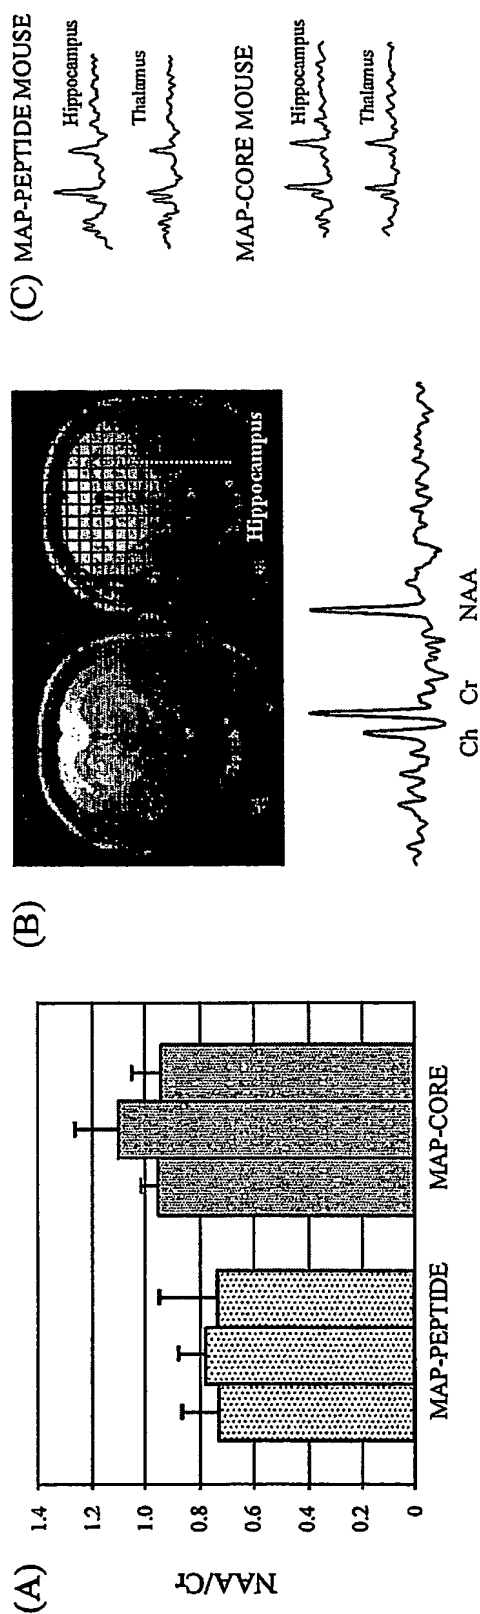 (A)
NAA/Cr
1.4
1.2
1.0
0.8
0.6
0.4
0.2
0
MAP-PEPTIDE
MAP-CORE
(B)
Hippocampus
Ch
Cr
NAA
(C)
MAP-PEPTIDE MOUSE
Hippocampus
Thalamus
MAP-CORE MOUSE
Hippocampus
Thalamus